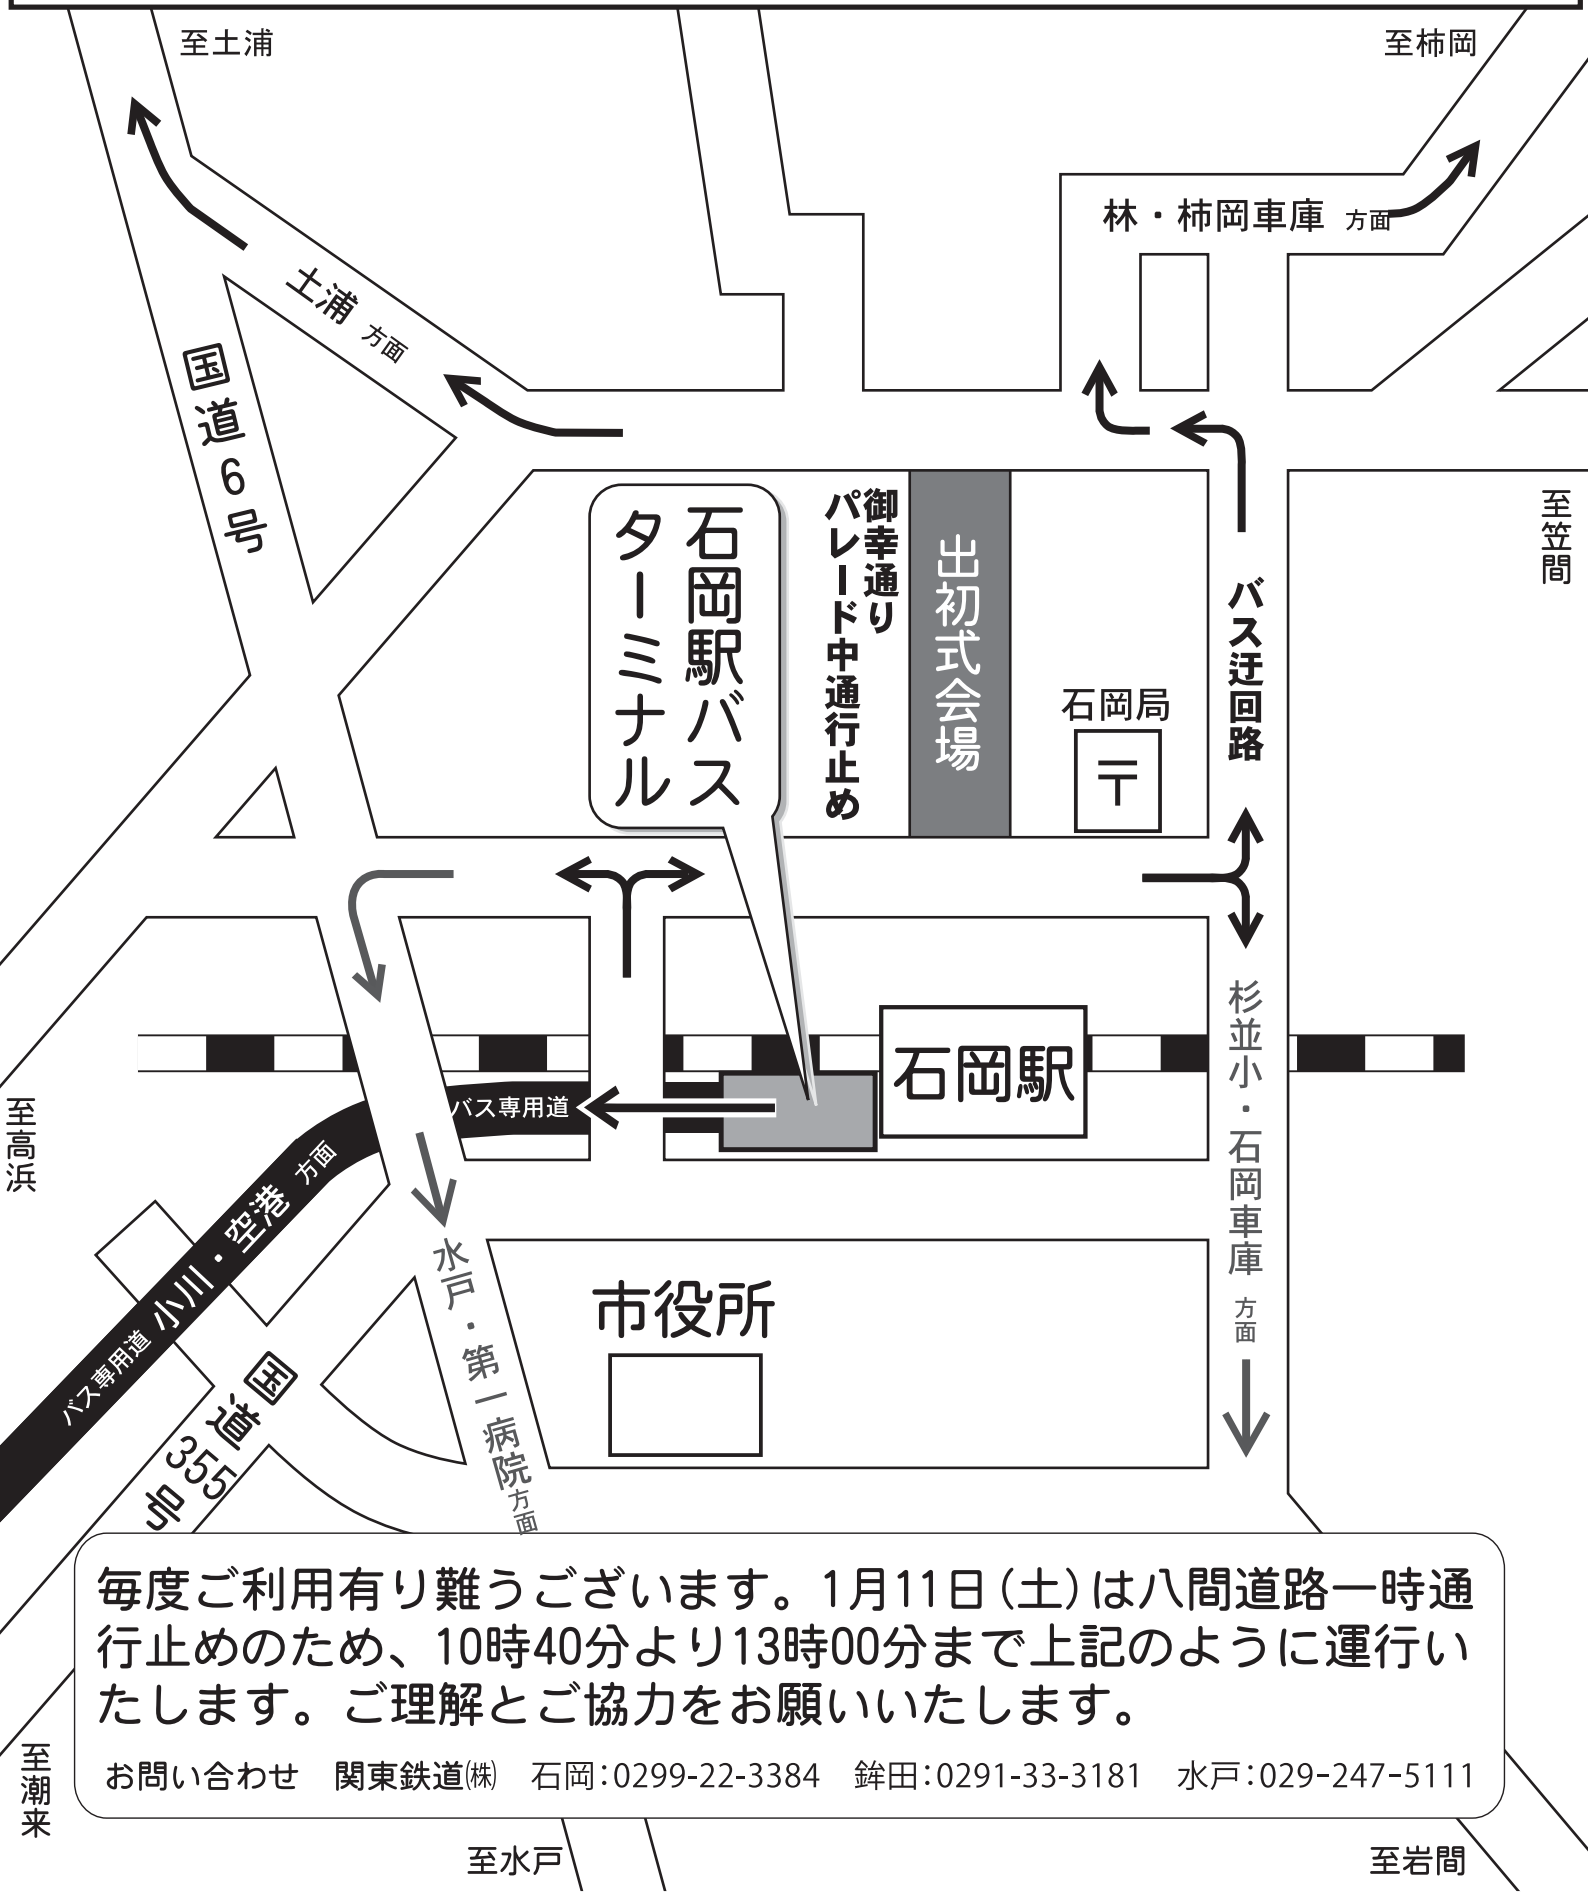 至土浦
至柿岡
林・柿岡車庫 方面
土浦 方面
国道6号
至笠間
石岡駅バス
ターミナル
御幸通り
パレード中通行止め
出初式会場
石岡局
〒
バス迂回路
杉並小・石岡車庫 方面
石岡駅
バス専用道
至高浜
バス専用道 小川・空港 方面
水戸・第一病院方面
市役所
国道355号
毎度ご利用有り難うございます。1月11日(土)は八間道路一時通
行止めのため、10時40分より13時00分まで上記のように運行い
たします。ご理解とご協力をお願いいたします。
お問い合わせ 関東鉄道㈱ 石岡:0299-22-3384 鉾田:0291-33-3181 水戸:029-247-5111
至潮来
至水戸
至岩間